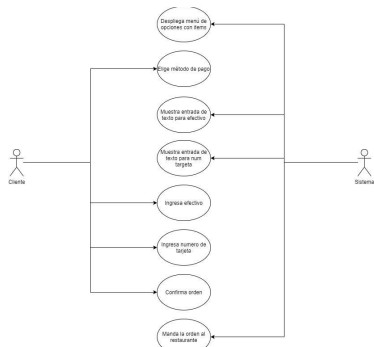 Despliega menú de
opciones con items
Elige método de pago
Muestra entrada de
texto para efectivo
Muestra entrada de
texto para num
targeta
Cliente
Sistema
Ingresa efectivo
Ingresa numero de
tarjeta
Confirma orden
Manda la orden al
restaurante